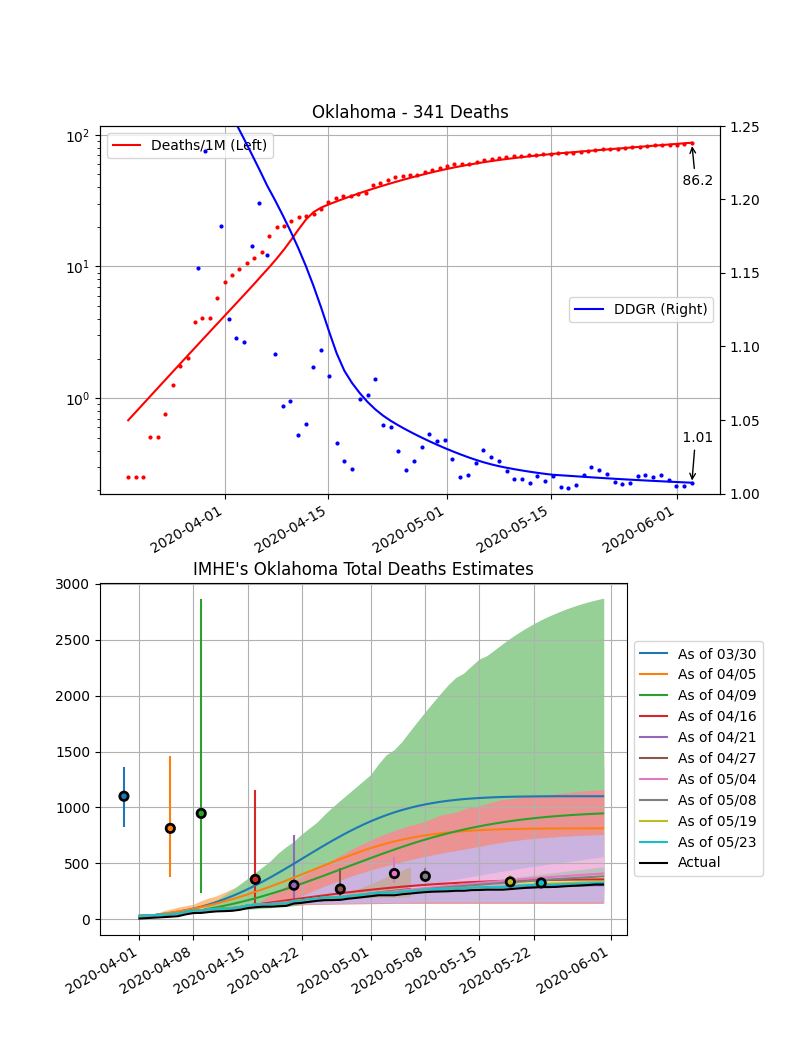 Oklahoma - 341 Deaths
10² 1.25
Deaths/1M (Left)
1.20
86.2
10¹ 1.15
DDGR (Right)
1.10
10⁰
1.05
1.01
1.00
2020-04-01 2020-04-15 2020-05-01 2020-05-15 2020-06-01
IMHE's Oklahoma Total Deaths Estimates
3000
2500
2000
1500
1000
500
0
As of 03/30
As of 04/05
As of 04/09
As of 04/16
As of 04/21
As of 04/27
As of 05/04
As of 05/08
As of 05/19
As of 05/23
Actual
2020-04-01 2020-04-08 2020-04-15 2020-04-22 2020-05-01 2020-05-08 2020-05-15 2020-05-22 2020-06-01